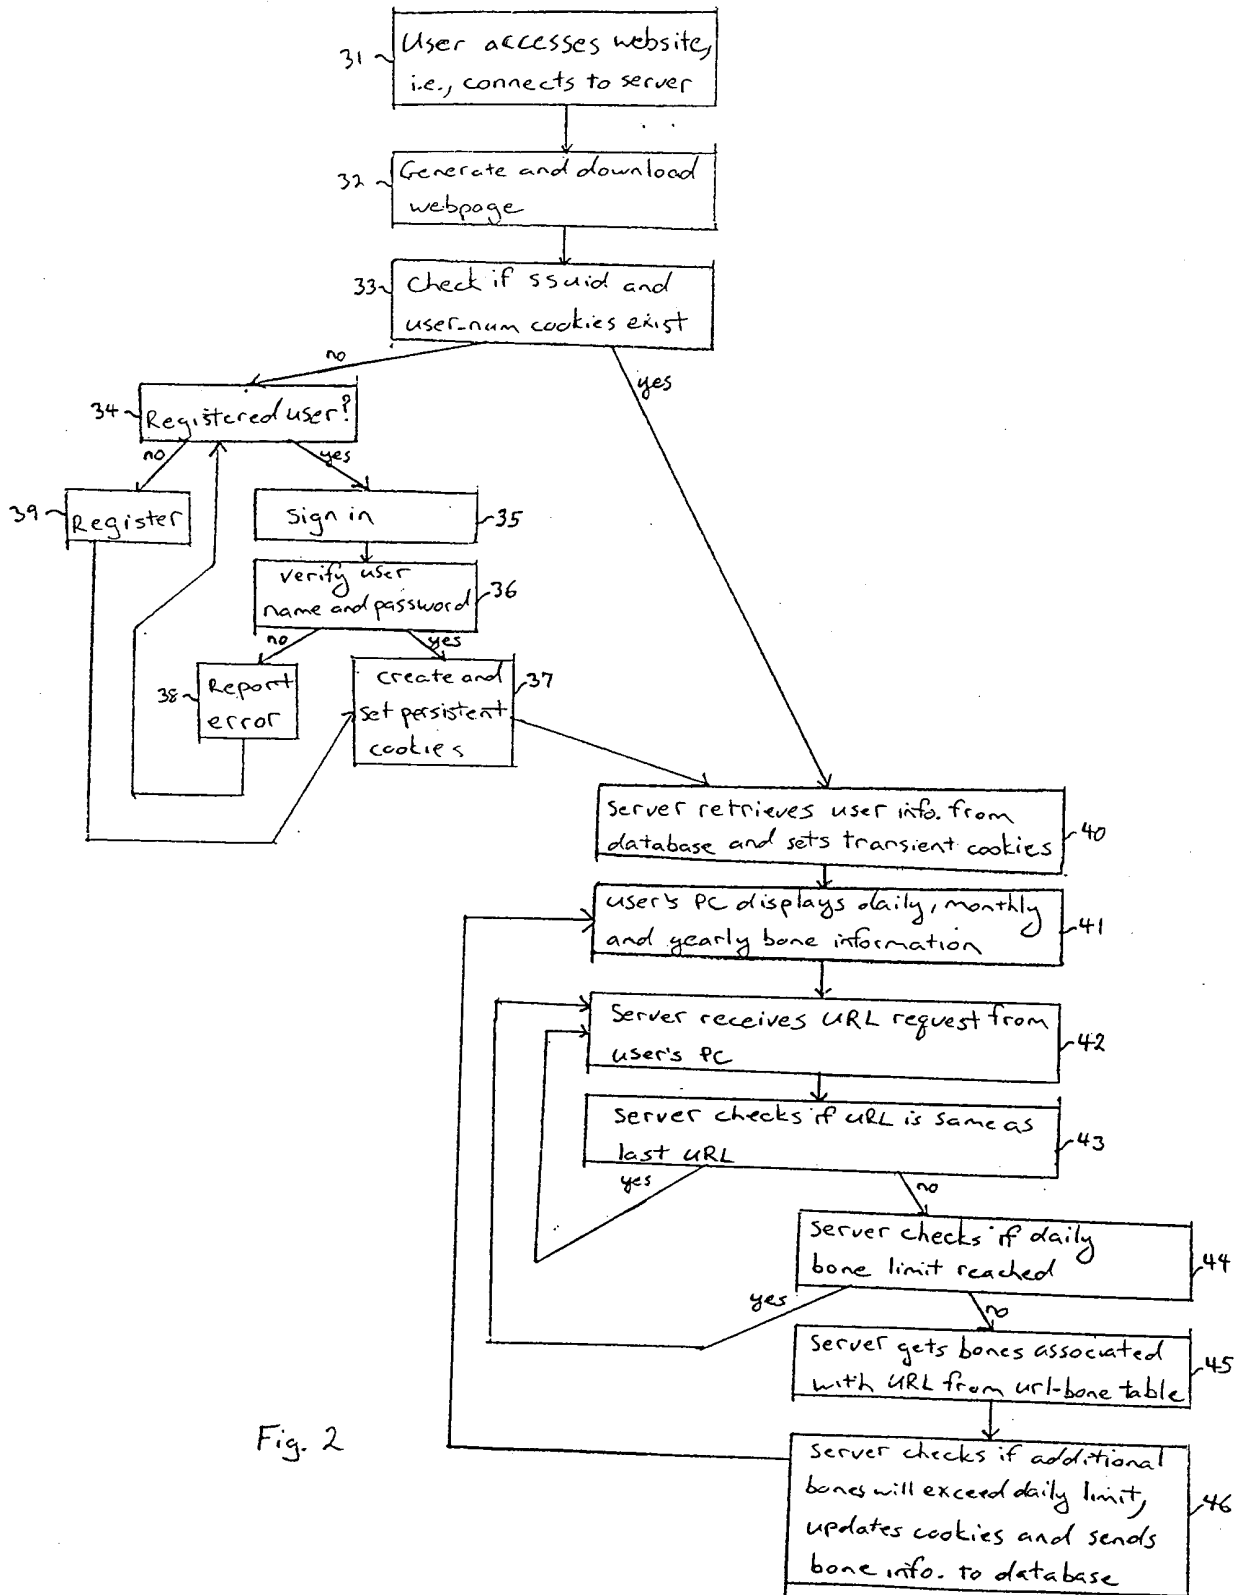 31
User accesses website,
i.e., connects to server
32
Generate and download
webpage
33
Check if ssuid and
user-num cookies exist
no
yes
34
Registered user?
no
yes
39
Register
Sign in
35
verify user
name and password
36
no
yes
38
Report
error
create and
set persistent
cookies
37
Server retrieves user info. from
database and sets transient cookies
40
user's PC displays daily, monthly
and yearly bone information
41
Server receives URL request from
user's PC
42
Server checks if URL is same as
last URL
43
yes
no
Server checks if daily
bone limit reached
44
yes
no
Server gets bones associated
with URL from url-bone table
45
Fig. 2
Server checks if additional
bones will exceed daily limit,
updates cookies and sends
bone info. to database
46